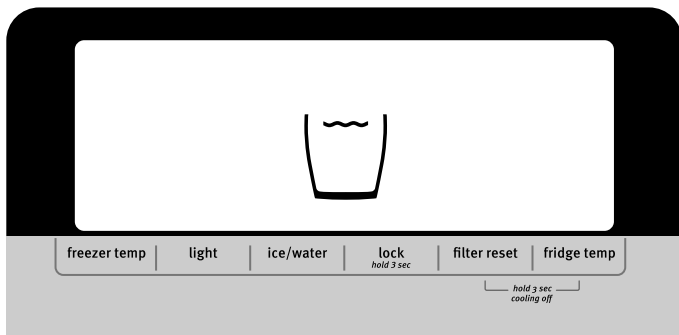 freezer temp
light
ice/water
lock
hold 3 sec
filter reset
fridge temp
hold 3 sec
cooling off